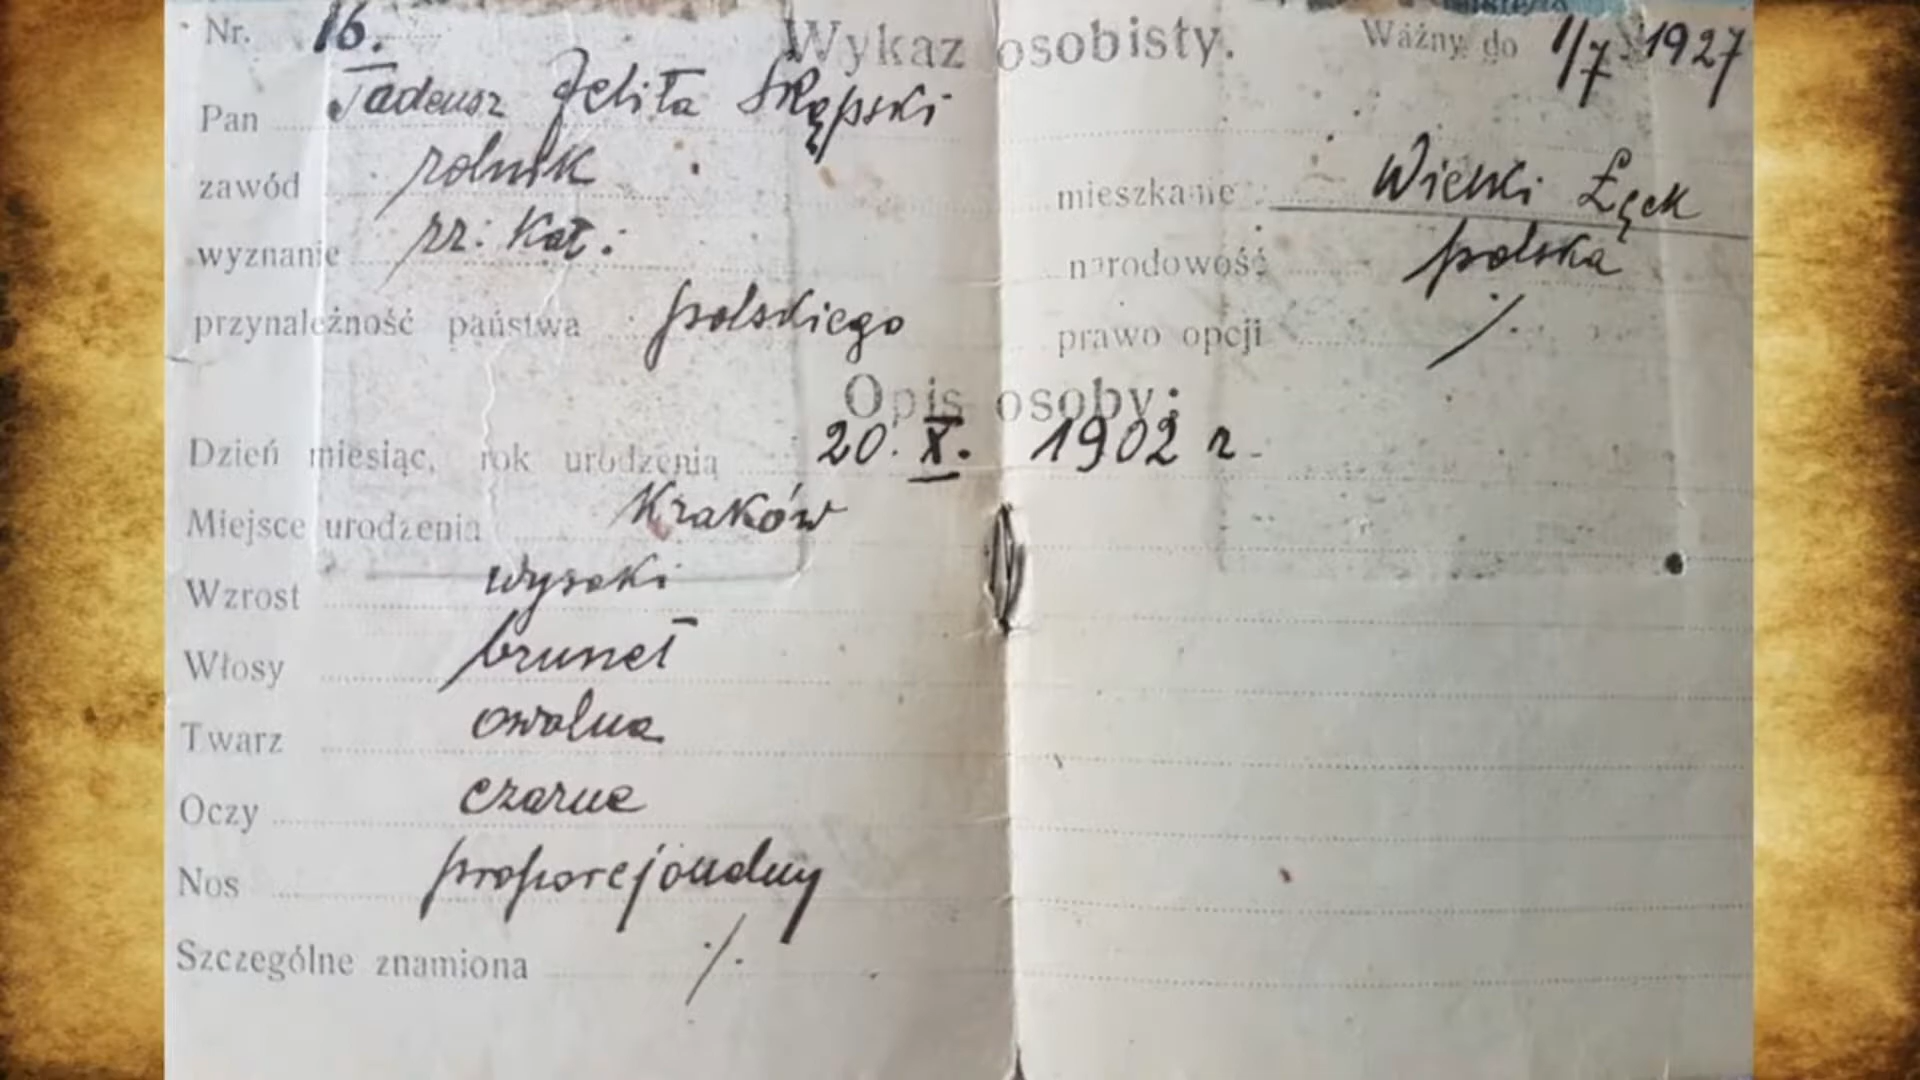 Nr. 16. Wykaz osobisty. Ważny do 1/7 1927
Pan Tadeusz Jelita Skępski
zawód rolnik mieszkanie Wielki Łęck
wyznanie rz: Kat: narodowość polska
przynależność państwa polskiego prawo opcji ./.
Opis osoby:
Dzień miesiąc, rok urodzenia 20. X. 1902 r.
Miejsce urodzenia Kraków
Wzrost wysoki
Włosy brunet
Twarz owalna
Oczy czarne
Nos proporcjonalny
Szczególne znamiona ./.